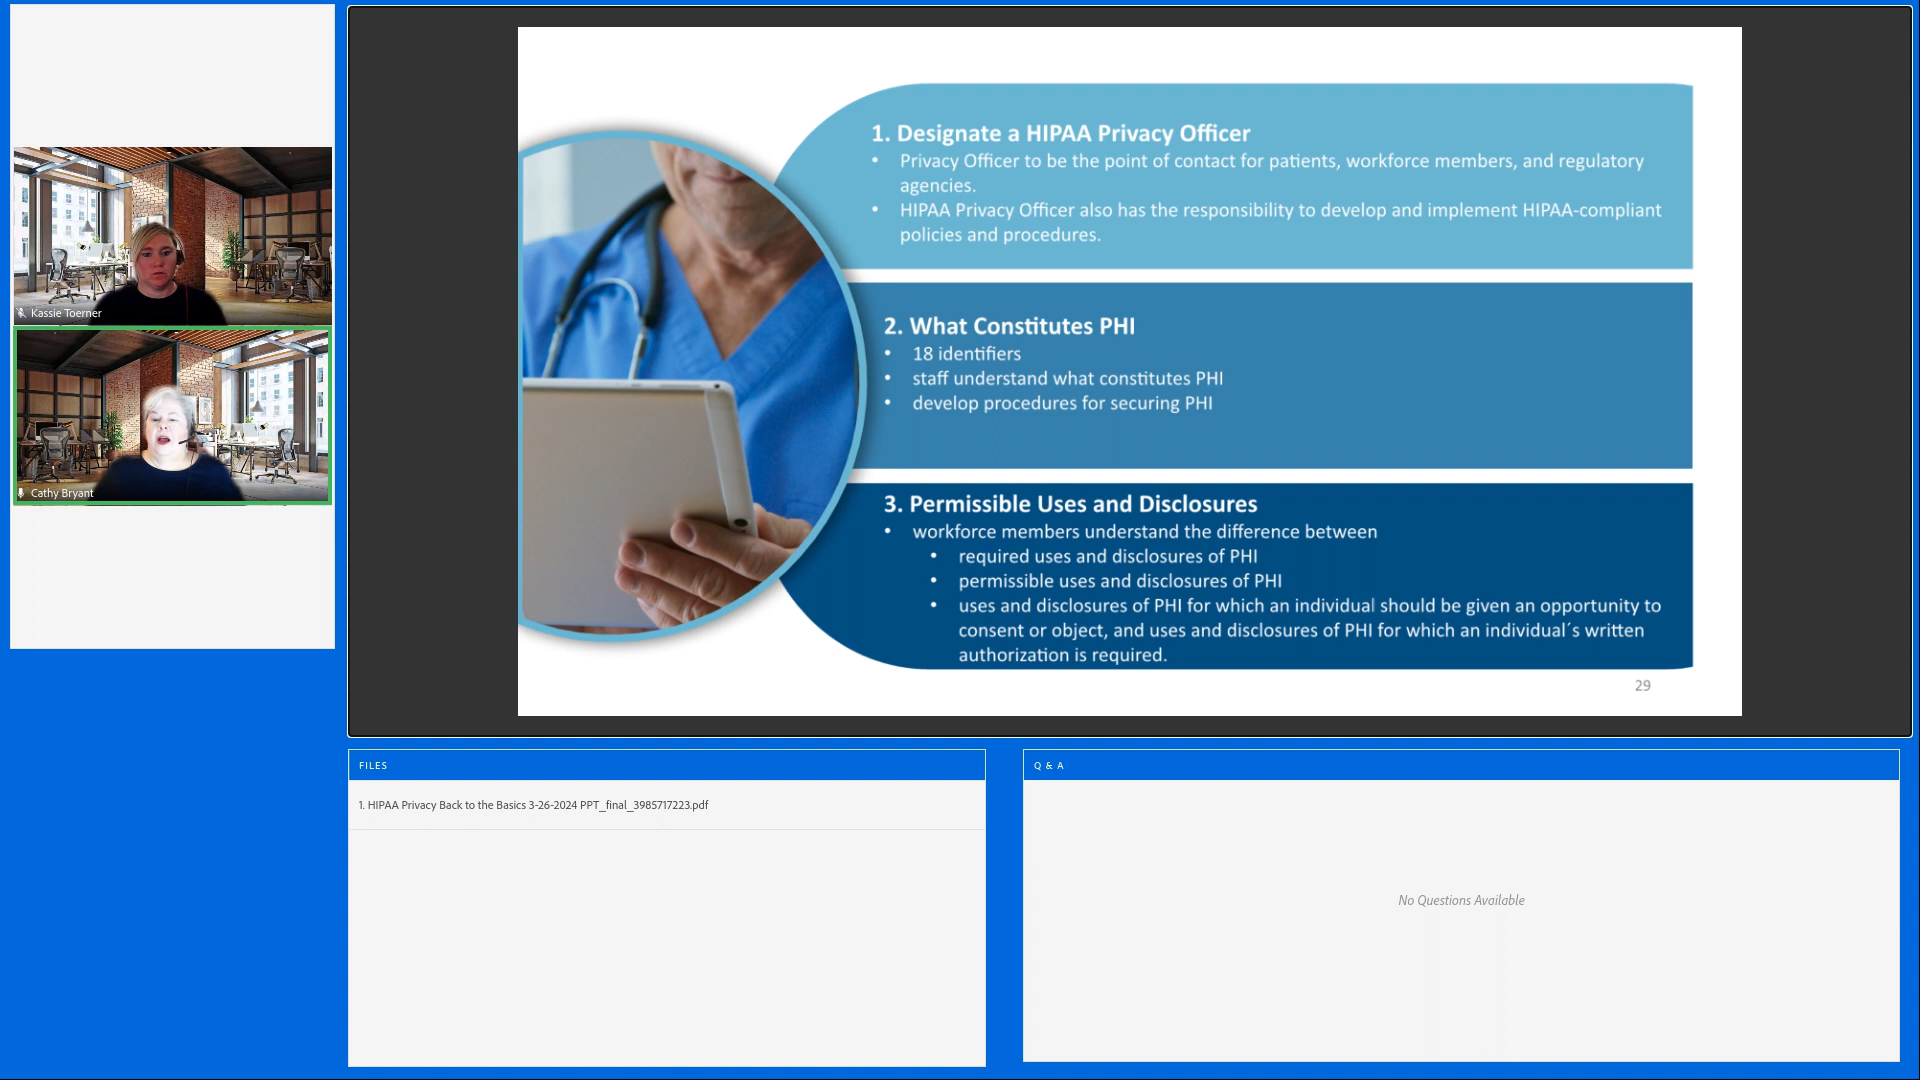 Kassie Toerner
Cathy Bryant
1. Designate a HIPAA Privacy Officer
• Privacy Officer to be the point of contact for patients, workforce members, and regulatory
agencies.
• HIPAA Privacy Officer also has the responsibility to develop and implement HIPAA-compliant
policies and procedures.
2. What Constitutes PHI
• 18 identifiers
• staff understand what constitutes PHI
• develop procedures for securing PHI
3. Permissible Uses and Disclosures
• workforce members understand the difference between
• required uses and disclosures of PHI
• permissible uses and disclosures of PHI
• uses and disclosures of PHI for which an individual should be given an opportunity to
consent or object, and uses and disclosures of PHI for which an individual´s written
authorization is required.
29
FILES
1. HIPAA Privacy Back to the Basics 3-26-2024 PPT_final_3985717223.pdf
Q & A
No Questions Available